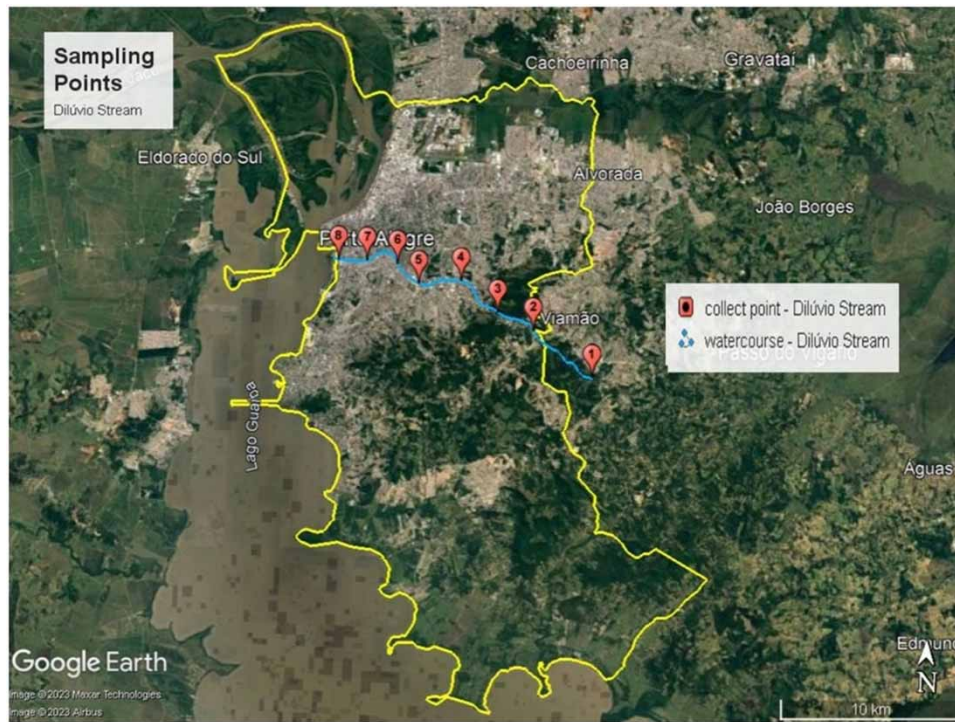 Sampling
Points
Dilúvio Stream
Cachoeirinha
Gravataí
Eldorado do Sul
Alvorada
João Borges
Porto Alegre
8
7
6
5
4
3
2
1
Viamão
collect point - Dilúvio Stream
watercourse - Dilúvio Stream
Passo do Vigário
Lago Guaíba
Águas
Edmund
Google Earth
Image © 2023 Maxar Technologies
Image © 2023 Airbus
N
10 km